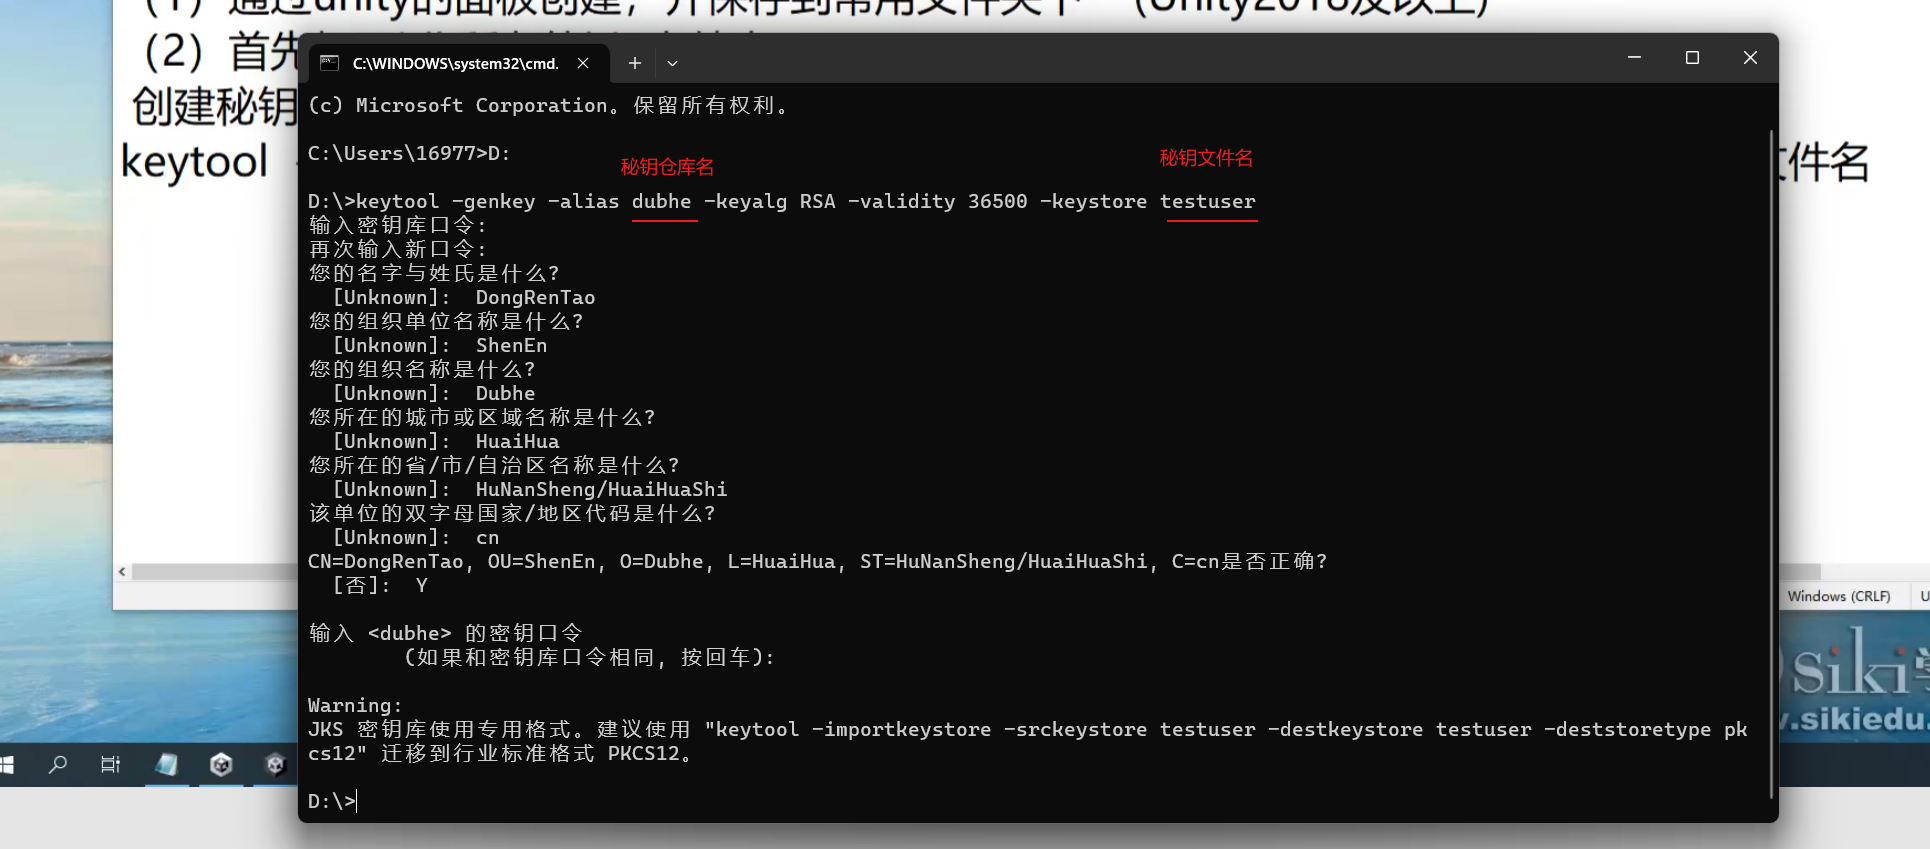 (1) 通过unity的面板创建，并保存到常用文件夹下 (Unity2018及以上)
(2) 首先
创建秘钥
keytool
文件名
C:\WINDOWS\system32\cmd.
(c) Microsoft Corporation。保留所有权利。
C:\Users\16977>D:
秘钥仓库名
秘钥文件名
D:\>keytool -genkey -alias dubhe -keyalg RSA -validity 36500 -keystore testuser
输入密钥库口令:
再次输入新口令:
您的名字与姓氏是什么?
[Unknown]:  DongRenTao
您的组织单位名称是什么?
[Unknown]:  ShenEn
您的组织名称是什么?
[Unknown]:  Dubhe
您所在的城市或区域名称是什么?
[Unknown]:  HuaiHua
您所在的省/市/自治区名称是什么?
[Unknown]:  HuNanSheng/HuaiHuaShi
该单位的双字母国家/地区代码是什么?
[Unknown]:  cn
CN=DongRenTao, OU=ShenEn, O=Dubhe, L=HuaiHua, ST=HuNanSheng/HuaiHuaShi, C=cn是否正确?
[否]:  Y
输入 <dubhe> 的密钥口令
(如果和密钥库口令相同, 按回车):
Warning:
JKS 密钥库使用专用格式。建议使用 "keytool -importkeystore -srckeystore testuser -destkeystore testuser -deststoretype pk
cs12" 迁移到行业标准格式 PKCS12。
D:\>
Windows (CRLF)
siki学
.sikiedu.